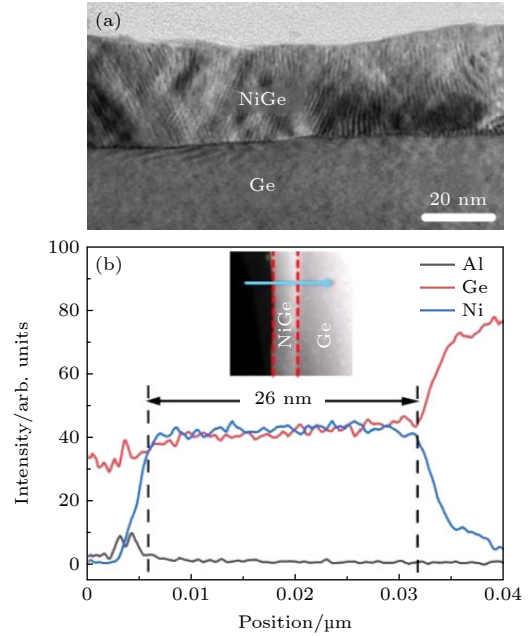 (a)
NiGe
Ge
20 nm
(b)
Al
Ge
Ni
NiGe
Ge
26 nm
100
80
60
40
20
0
Intensity/arb. units
0 0.01 0.02 0.03 0.04
Position/µm